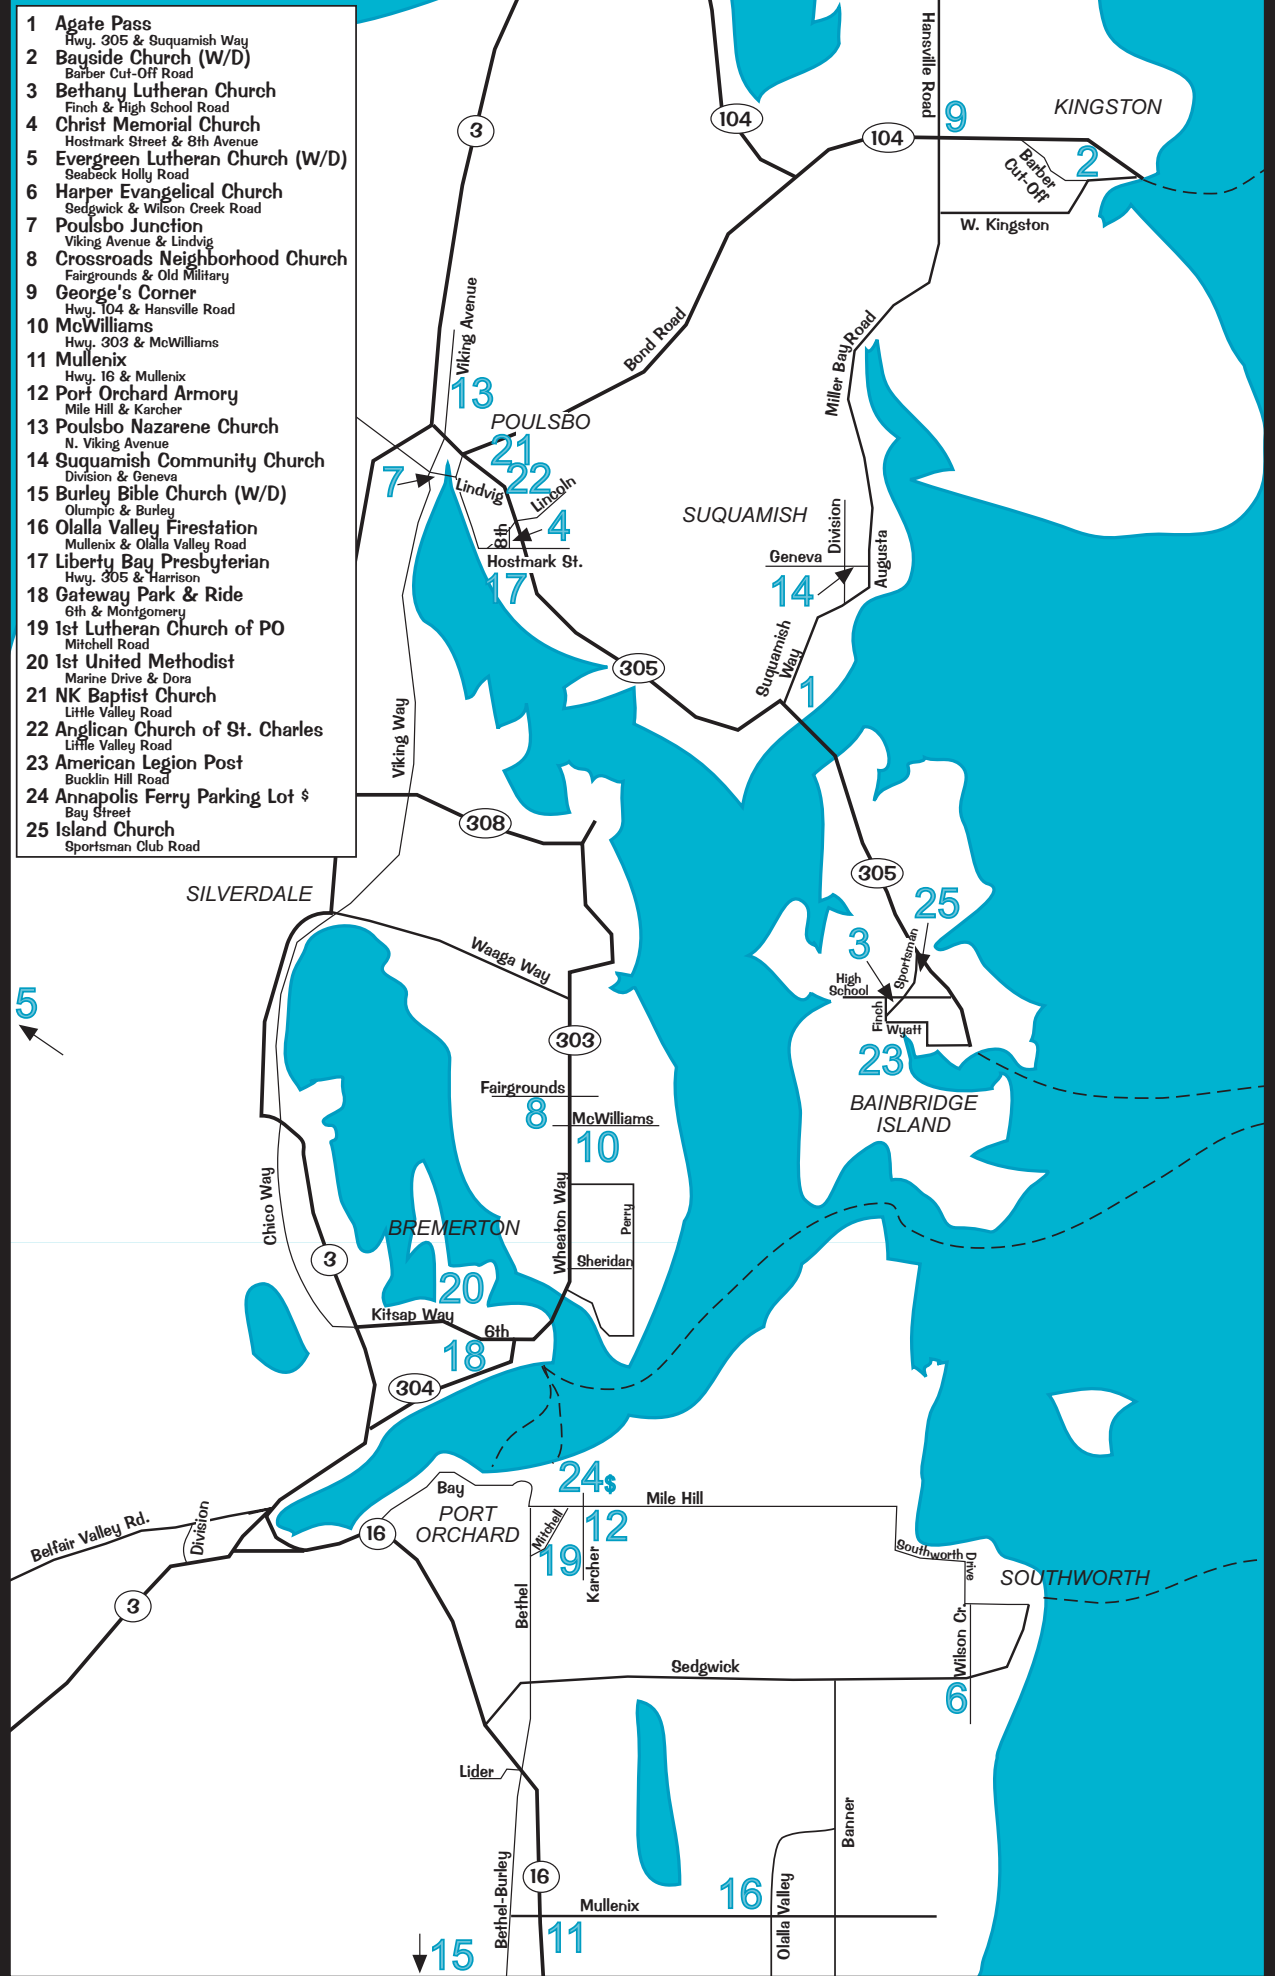 1 Agate Pass
Hwy. 305 & Suquamish Way
2 Bayside Church (W/D)
Barber Cut-Off Road
3 Bethany Lutheran Church
Finch & High School Road
4 Christ Memorial Church
Hostmark Street & 8th Avenue
5 Evergreen Lutheran Church (W/D)
Seabeck Holly Road
6 Harper Evangelical Church
Sedgwick & Wilson Creek Road
7 Poulsbo Junction
Viking Avenue & Lindvig
8 Crossroads Neighborhood Church
Fairgrounds & Old Military
9 George's Corner
Hwy. 104 & Hansville Road
10 McWilliams
Hwy. 303 & McWilliams
11 Mullenix
Hwy. 16 & Mullenix
12 Port Orchard Armory
Mile Hill & Karcher
13 Poulsbo Nazarene Church
N. Viking Avenue
14 Suquamish Community Church
Division & Geneva
15 Burley Bible Church (W/D)
Olumpic & Burley
16 Olalla Valley Firestation
Mullenix & Olalla Valley Road
17 Liberty Bay Presbyterian
Hwy. 305 & Harrison
18 Gateway Park & Ride
6th & Montgomery
19 1st Lutheran Church of PO
Mitchell Road
20 1st United Methodist
Marine Drive & Dora
21 NK Baptist Church
Little Valley Road
22 Anglican Church of St. Charles
Little Valley Road
23 American Legion Post
Bucklin Hill Road
24 Annapolis Ferry Parking Lot $
Bay Street
25 Island Church
Sportsman Club Road
Hansville Road
3
104
104
9
KINGSTON
Barber
Cut-Off
2
W. Kingston
Viking Avenue
Bond Road
Miller Bay Road
13
POULSBO
21
22
7
Lindvig
Lincoln
8th
4
Hostmark St.
17
SUQUAMISH
Division
Geneva
Augusta
14
Suquamish
Way
305
1
Viking Way
308
305
SILVERDALE
25
Sportsman
3
High
School
Finch
Wyatt
23
BAINBRIDGE
ISLAND
Waaga Way
5
303
Fairgrounds
8
McWilliams
10
Chico Way
Wheaton Way
Perry
BREMERTON
Sheridan
3
20
Kitsap Way
6th
18
304
24$
Bay
Mile Hill
PORT
ORCHARD
Mitchell
12
19
Karcher
Belfair Valley Rd.
Division
16
Southworth
Drive
SOUTHWORTH
3
Bethel
Wilson Cr.
Sedgwick
6
Lider
Banner
16
Bethel-Burley
Mullenix
16
Olalla Valley
11
15